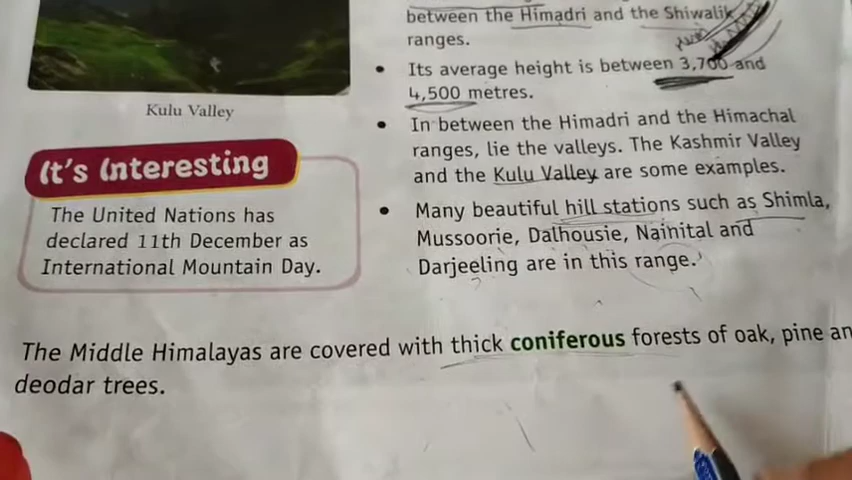 Kulu Valley
It's Interesting
The United Nations has
declared 11th December as
International Mountain Day.
between the Himadri and the Shiwalik
ranges.
• Its average height is between 3,700 and
4,500 metres.
• In between the Himadri and the Himachal
ranges, lie the valleys. The Kashmir Valley
and the Kulu Valley are some examples.
• Many beautiful hill stations such as Shimla,
Mussoorie, Dalhousie, Nainital and
Darjeeling are in this range.
The Middle Himalayas are covered with thick coniferous forests of oak, pine an
deodar trees.